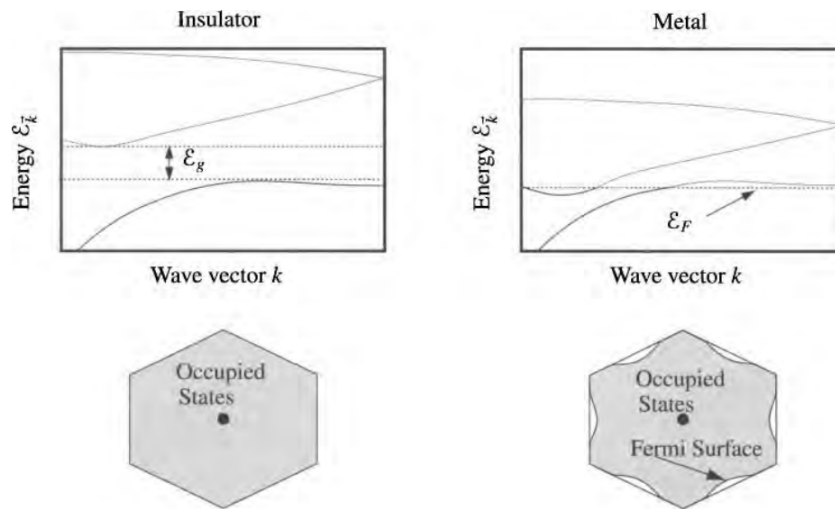 Insulator
Metal
Energy ℰ_k⃗
ℰ_g
Wave vector k
Energy ℰ_k⃗
ℰ_F
Wave vector k
Occupied
States
Occupied
States
Fermi Surface